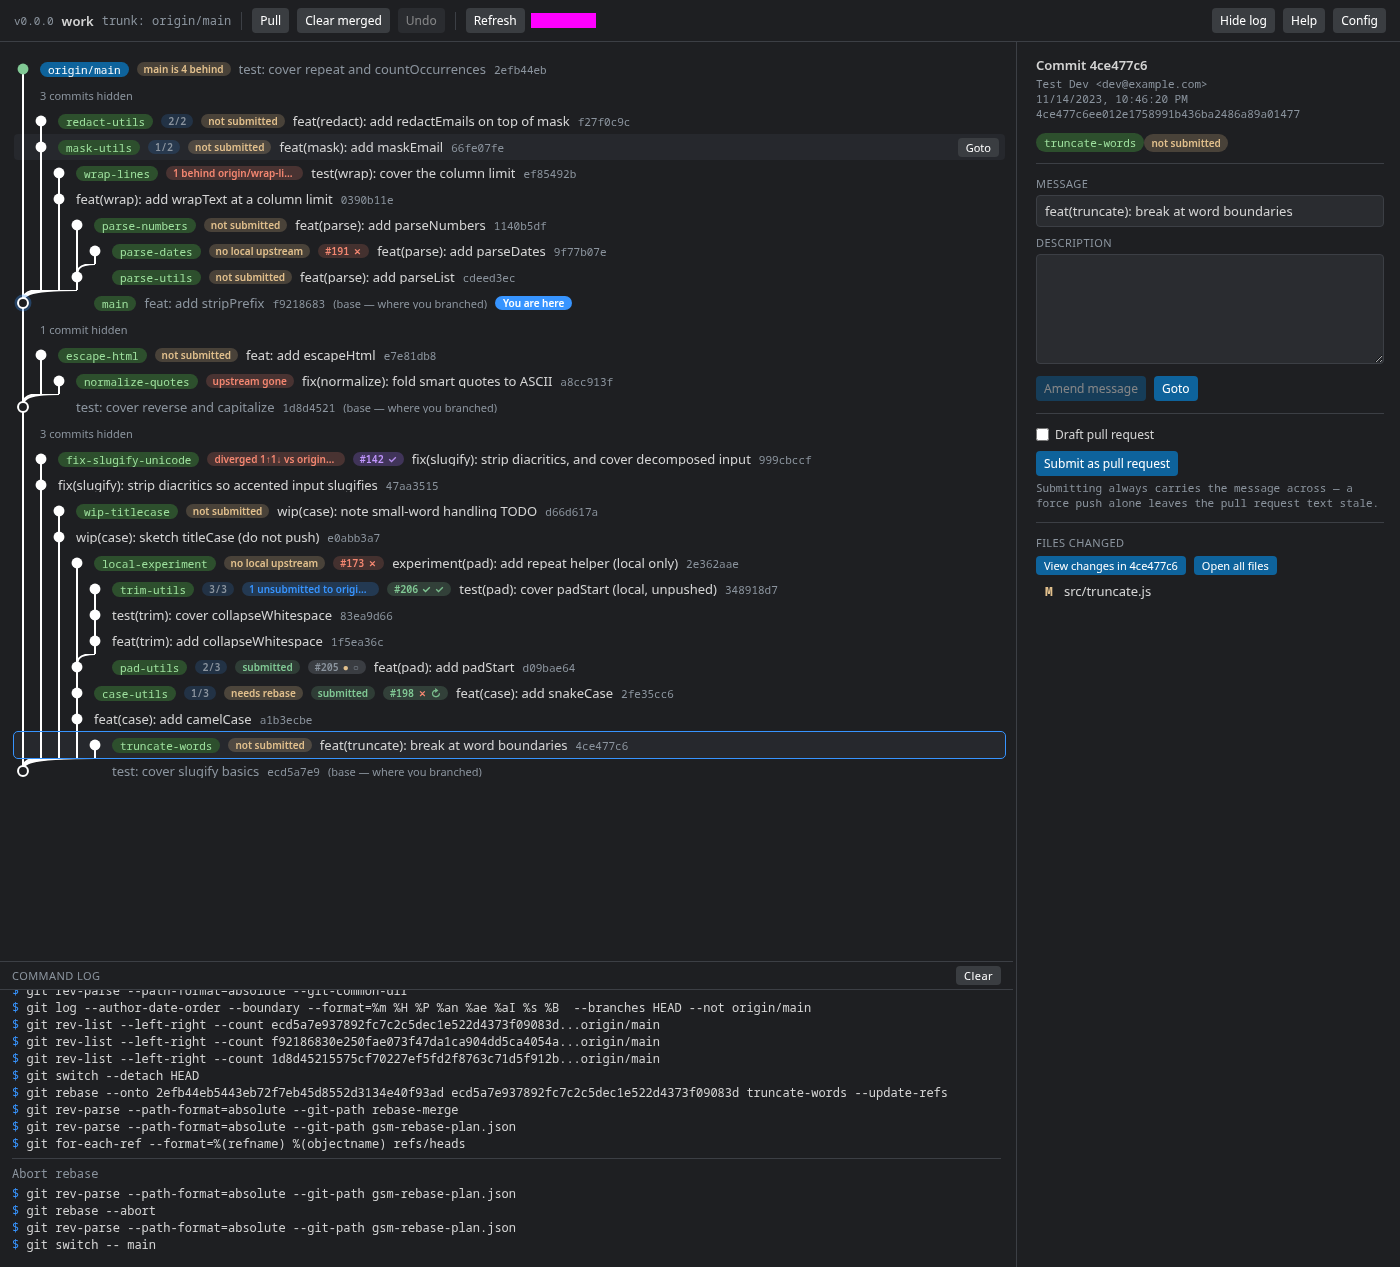 v0.0.0 work trunk: origin/main Pull Clear merged Undo Refresh Hide log Help Config
origin/main main is 4 behind test: cover repeat and countOccurrences 2efb44eb
3 commits hidden
redact-utils 2/2 not submitted feat(redact): add redactEmails on top of mask f27f0c9c
mask-utils 1/2 not submitted feat(mask): add maskEmail 66fe07fe Goto
wrap-lines 1 behind origin/wrap-li... test(wrap): cover the column limit ef85492b
feat(wrap): add wrapText at a column limit 0390b11e
parse-numbers not submitted feat(parse): add parseNumbers 1140b5df
parse-dates no local upstream #191 × feat(parse): add parseDates 9f77b07e
parse-utils not submitted feat(parse): add parseList cdeed3ec
main feat: add stripPrefix f9218683 (base — where you branched) You are here
1 commit hidden
escape-html not submitted feat: add escapeHtml e7e81db8
normalize-quotes upstream gone fix(normalize): fold smart quotes to ASCII a8cc913f
test: cover reverse and capitalize 1d8d4521 (base — where you branched)
3 commits hidden
fix-slugify-unicode diverged 1↑1↓ vs origin... #142 ✓ fix(slugify): strip diacritics, and cover decomposed input 999cbccf
fix(slugify): strip diacritics so accented input slugifies 47aa3515
wip-titlecase not submitted wip(case): note small-word handling TODO d66d617a
wip(case): sketch titleCase (do not push) e0abb3a7
local-experiment no local upstream #173 × experiment(pad): add repeat helper (local only) 2e362aae
trim-utils 3/3 1 unsubmitted to origi... #206 ✓ ✓ test(pad): cover padStart (local, unpushed) 348918d7
test(trim): cover collapseWhitespace 83ea9d66
feat(trim): add collapseWhitespace 1f5ea36c
pad-utils 2/3 submitted #205 ● ○ feat(pad): add padStart d09bae64
case-utils 1/3 needs rebase submitted #198 × ↻ feat(case): add snakeCase 2fe35cc6
feat(case): add camelCase a1b3ecbe
truncate-words not submitted feat(truncate): break at word boundaries 4ce477c6
test: cover slugify basics ecd5a7e9 (base — where you branched)
COMMAND LOG Clear
git rev-parse --path-format=absolute --git-common-dir
$ git log --author-date-order --boundary --format=%m %H %P %an %ae %aI %s %B --branches HEAD --not origin/main
$ git rev-list --left-right --count ecd5a7e937892fc7c2c5dec1e522d4373f09083d...origin/main
$ git rev-list --left-right --count f92186830e250fae073f47da1ca904dd5ca4054a...origin/main
$ git rev-list --left-right --count 1d8d45215575cf70227ef5fd2f8763c71d5f912b...origin/main
$ git switch --detach HEAD
$ git rebase --onto 2efb44eb5443eb72f7eb45d8552d3134e40f93ad ecd5a7e937892fc7c2c5dec1e522d4373f09083d truncate-words --update-refs
$ git rev-parse --path-format=absolute --git-path rebase-merge
$ git rev-parse --path-format=absolute --git-path gsm-rebase-plan.json
$ git for-each-ref --format=%(refname) %(objectname) refs/heads
Abort rebase
$ git rev-parse --path-format=absolute --git-path gsm-rebase-plan.json
$ git rebase --abort
$ git rev-parse --path-format=absolute --git-path gsm-rebase-plan.json
$ git switch -- main
Commit 4ce477c6
Test Dev <dev@example.com>
11/14/2023, 10:46:20 PM
4ce477c6ee012e1758991b436ba2486a89a01477
truncate-words not submitted
MESSAGE
feat(truncate): break at word boundaries
DESCRIPTION
Amend message Goto
Draft pull request
Submit as pull request
Submitting always carries the message across — a
force push alone leaves the pull request text stale.
FILES CHANGED
View changes in 4ce477c6 Open all files
M src/truncate.js